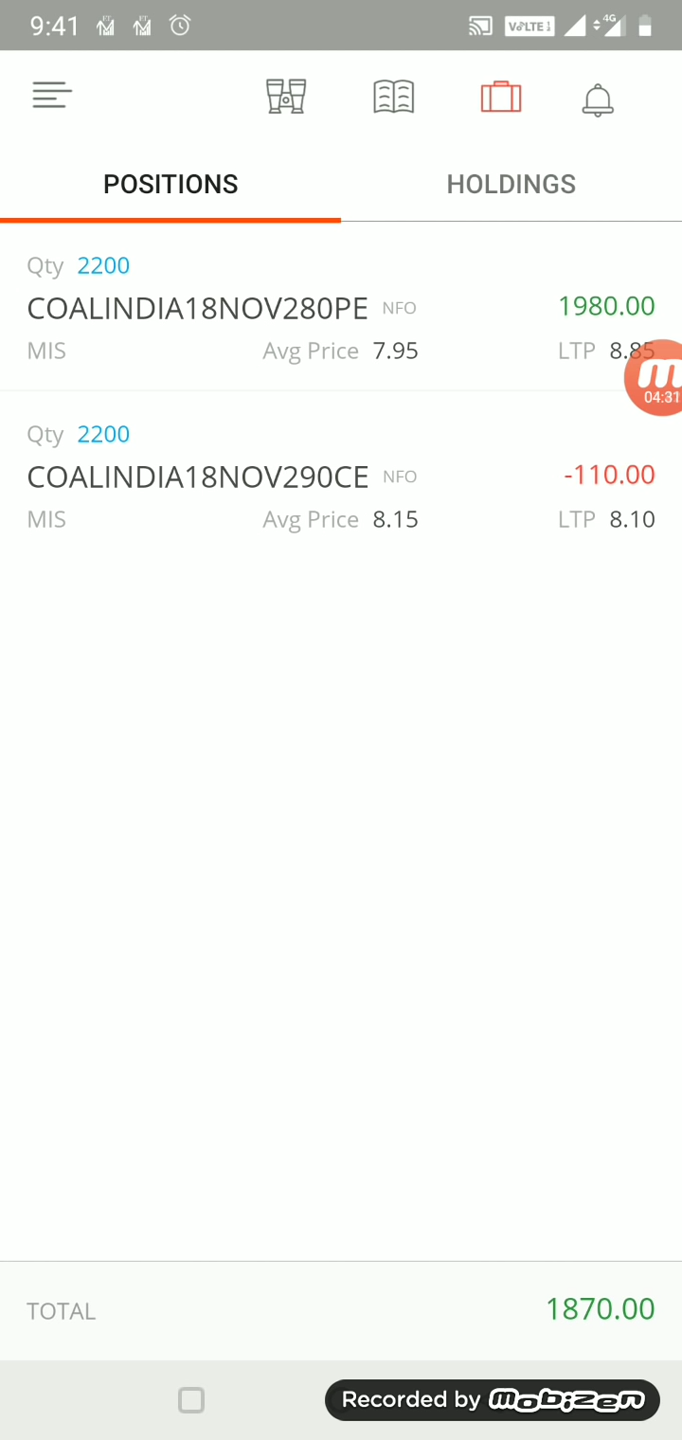 9:41 VoLTE 1 4G
POSITIONS HOLDINGS
Qty 2200
COALINDIA18NOV280PE NFO 1980.00
MIS Avg Price 7.95 LTP 8.85
04:31
Qty 2200
COALINDIA18NOV290CE NFO -110.00
MIS Avg Price 8.15 LTP 8.10
TOTAL 1870.00
Recorded by mobizen